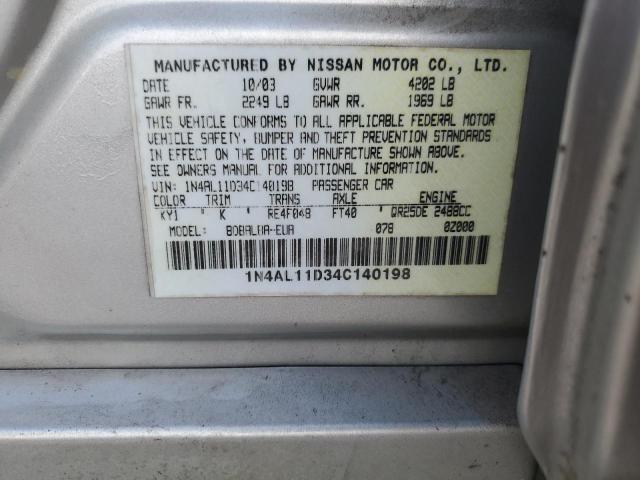 MANUFACTURED BY NISSAN MOTOR CO., LTD.
DATE 10/03 GVWR 4202 LB
GAWR FR. 2249 LB GAWR RR. 1969 LB
THIS VEHICLE CONFORMS TO ALL APPLICABLE FEDERAL MOTOR
VEHICLE SAFETY, BUMPER AND THEFT PREVENTION STANDARDS
IN EFFECT ON THE DATE OF MANUFACTURE SHOWN ABOVE.
SEE OWNERS MANUAL FOR ADDITIONAL INFORMATION.
VIN: 1N4AL11D34C140198 PASSENGER CAR
COLOR TRIM TRANS AXLE ENGINE
KY1 K RE4F04B FT40 QR25DE 2488CC
MODEL: 078 0Z000
1N4AL11D34C140198